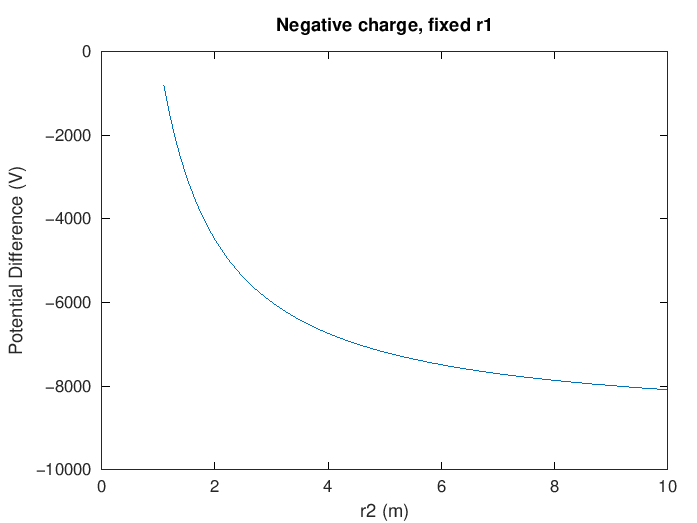 Negative charge, fixed r1
0
−2000
−4000
−6000
−8000
−10000
Potential Difference (V)
0 2 4 6 8 10
r2 (m)